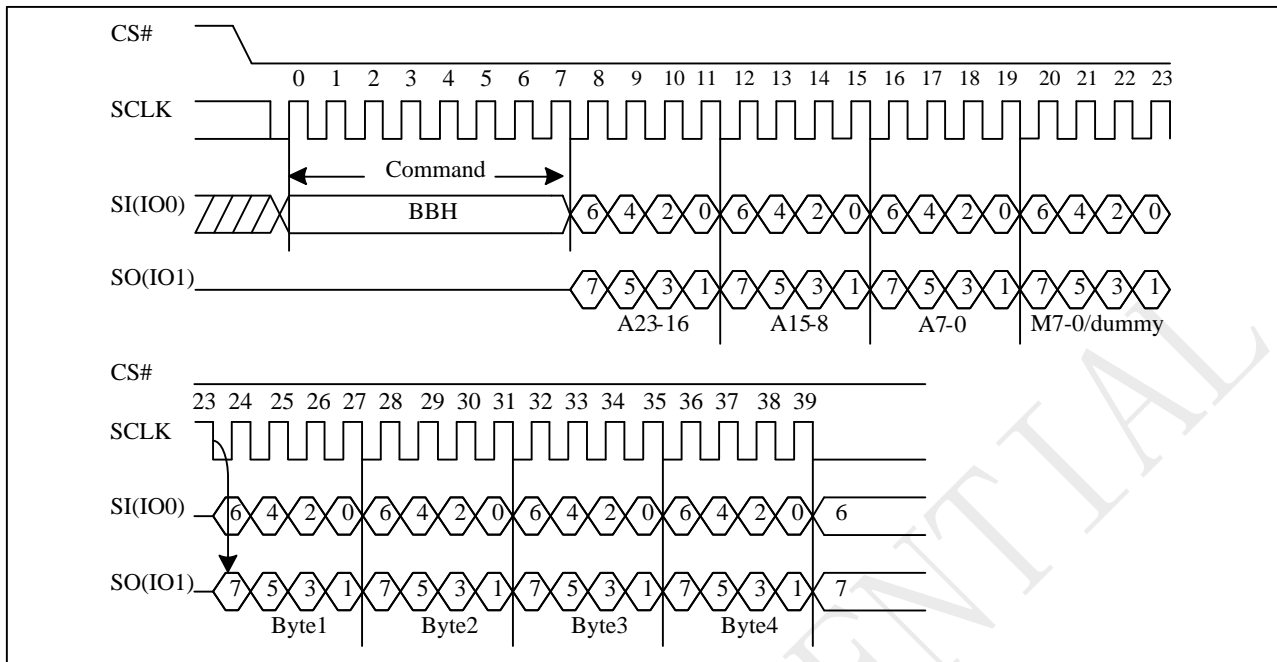 CS#
0 1 2 3 4 5 6 7 8 9 10 11 12 13 14 15 16 17 18 19 20 21 22 23
SCLK
Command
SI(IO0) BBH 6 4 2 0 6 4 2 0 6 4 2 0 6 4 2 0
SO(IO1) 7 5 3 1 7 5 3 1 7 5 3 1 7 5 3 1
A23-16 A15-8 A7-0 M7-0/dummy
CS#
23 24 25 26 27 28 29 30 31 32 33 34 35 36 37 38 39
SCLK
SI(IO0) 6 4 2 0 6 4 2 0 6 4 2 0 6 4 2 0 6
SO(IO1) 7 5 3 1 7 5 3 1 7 5 3 1 7 5 3 1 7
Byte1 Byte2 Byte3 Byte4
ENTIAL